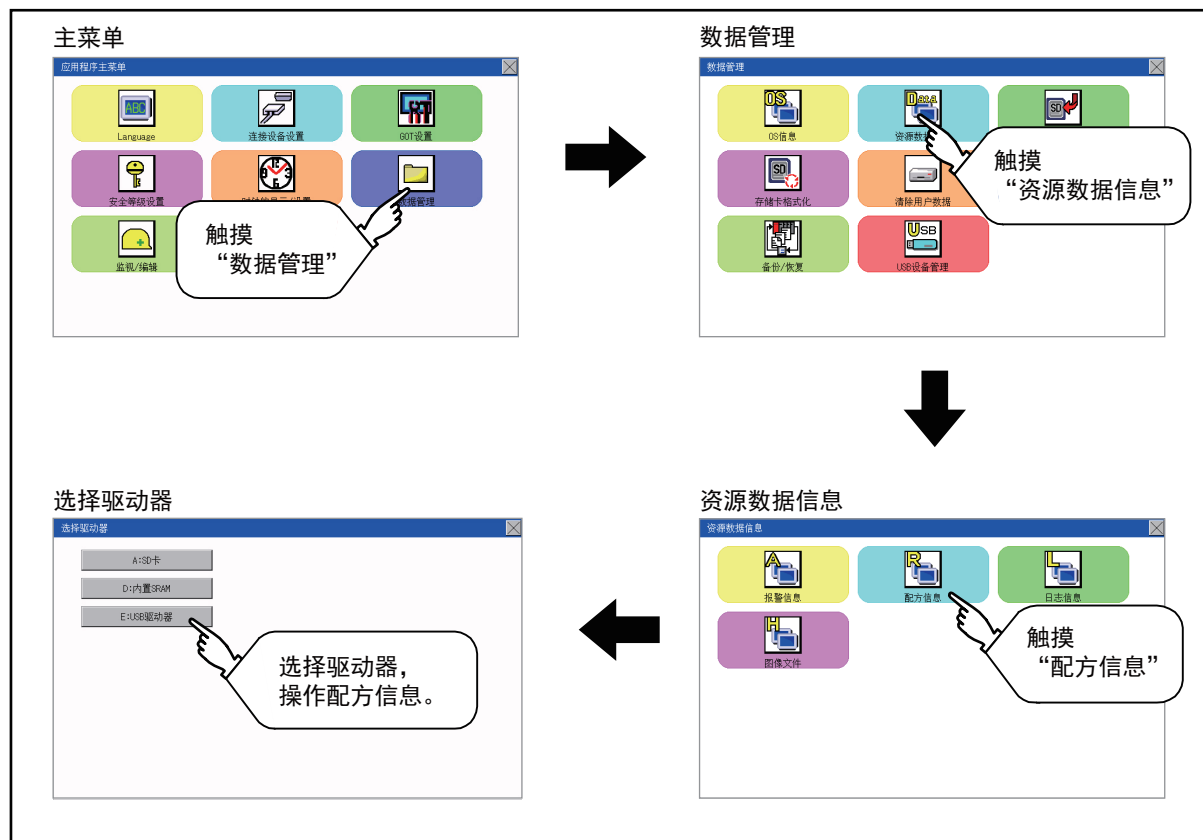 主菜单
应用程序主菜单
ABC
Language
连接设备设置
GOT设置
安全等级设置
数据管理
监视/编辑
触摸
“数据管理”
数据管理
数据管理
OS
OS信息
Data
资源数据
SD
SD
存储卡格式化
清除用户数据
备份/恢复
USB
USB设备管理
触摸
“资源数据信息”
选择驱动器
选择驱动器
A:SD卡
D:内置SRAM
E:USB驱动器
选择驱动器,
操作配方信息。
资源数据信息
资源数据信息
A
报警信息
R
配方信息
L
日志信息
H
图像文件
触摸
“配方信息”